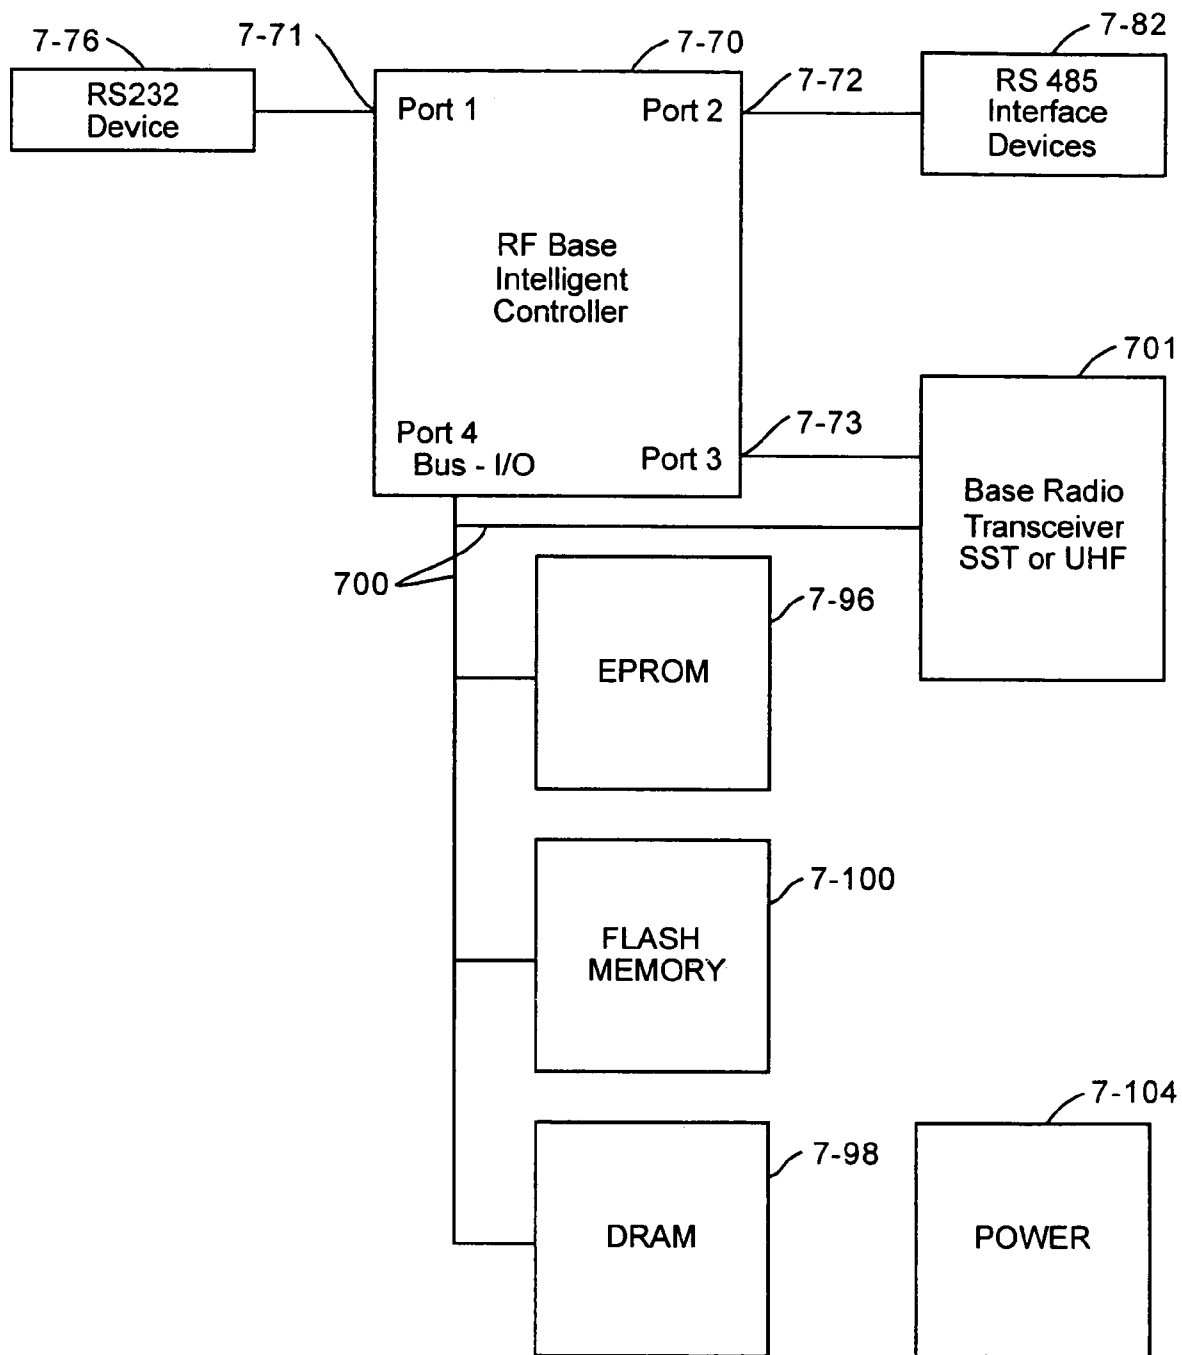 7-76
7-71
7-70
7-82
RS232
Device
Port 1
Port 2
7-72
RS 485
Interface
Devices
RF Base
Intelligent
Controller
701
Port 4
Bus - I/O
Port 3
7-73
Base Radio
Transceiver
SST or UHF
700
7-96
EPROM
7-100
FLASH
MEMORY
7-104
7-98
DRAM
POWER